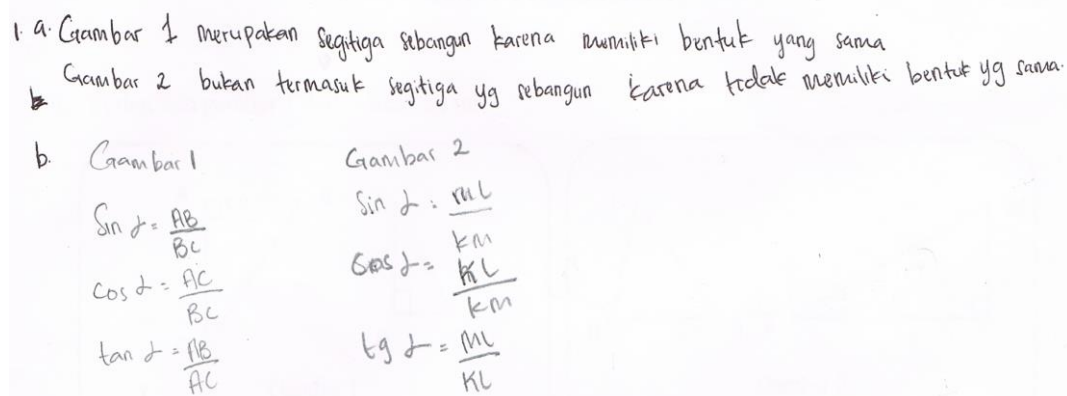 1. a. Gambar 1 merupakan segitiga sebangun karena memiliki bentuk yang sama
Gambar 2 bukan termasuk segitiga yg sebangun karena tidak memiliki bentuk yg sama.
b. Gambar 1 Gambar 2
Sin α = AB/BC Sin α : ML/KM
cos α = AC/BC Cos α = KL/KM
tan α = AB/AC tg α = ML/KL